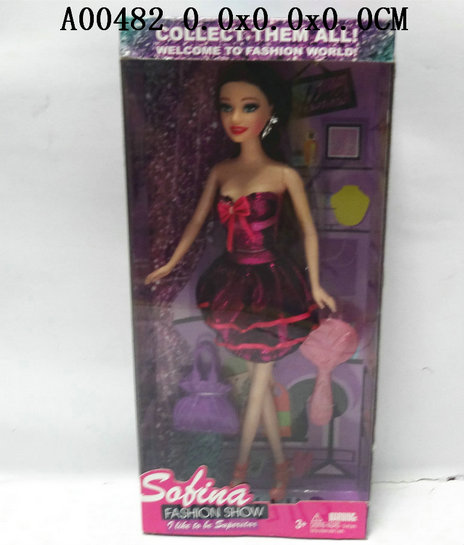 A00482 0.0x0.0x0.0CM
COLLECT THEM ALL!
WELCOME TO FASHION WORLD!
Sofina
FASHION SHOW
I like to be Superstar
3+
WARNING: